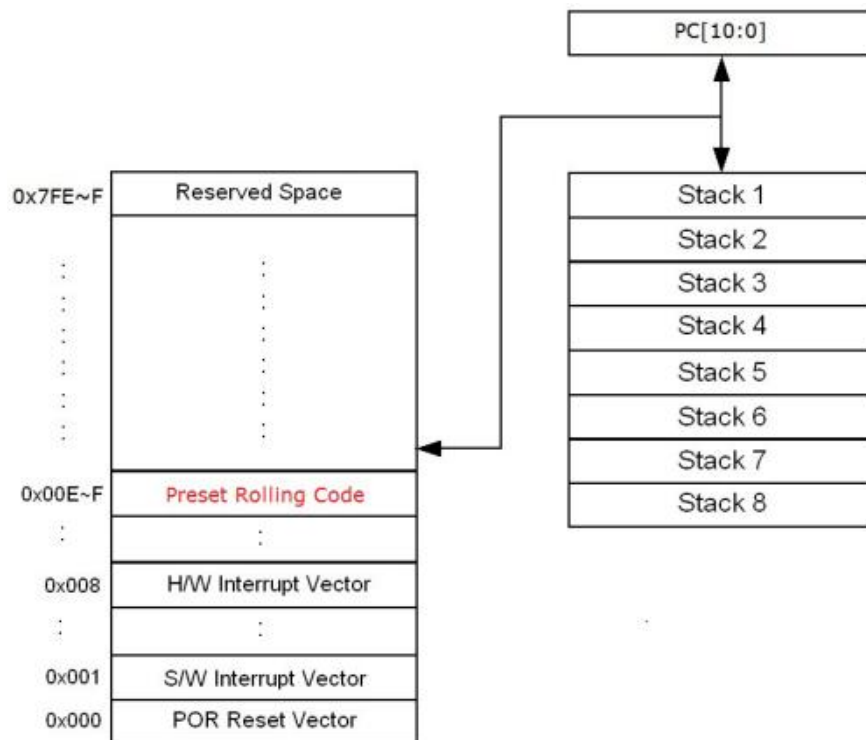 PC[10:0]
0x7FE~F
Reserved Space
Stack 1
Stack 2
Stack 3
Stack 4
Stack 5
Stack 6
Stack 7
Stack 8
0x00E~F
Preset Rolling Code
0x008
H/W Interrupt Vector
0x001
S/W Interrupt Vector
0x000
POR Reset Vector